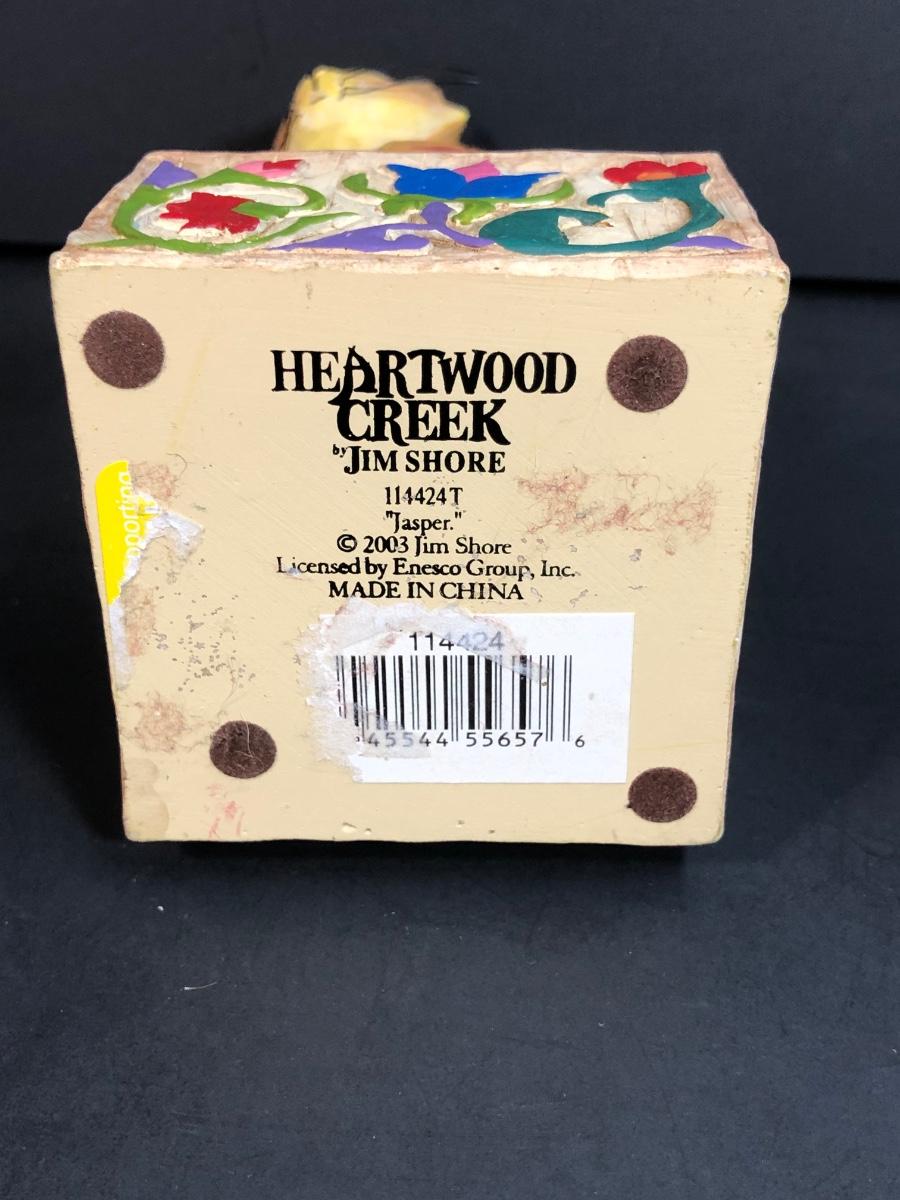 HEARTWOOD
CREEK
by JIM SHORE
114424T
"Jasper."
© 2003 Jim Shore
Licensed by Enesco Group, Inc.
MADE IN CHINA
114424
45544 55657 6
porting